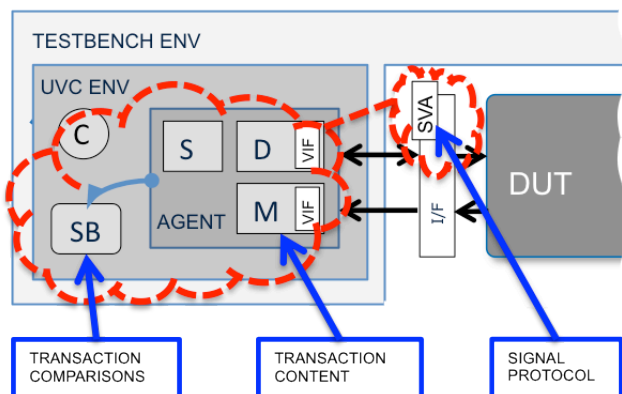 TESTBENCH ENV
UVC ENV
C
S
D
VIF
SVA
DUT
AGENT
M
VIF
I/F
SB
TRANSACTION
COMPARISONS
TRANSACTION
CONTENT
SIGNAL
PROTOCOL